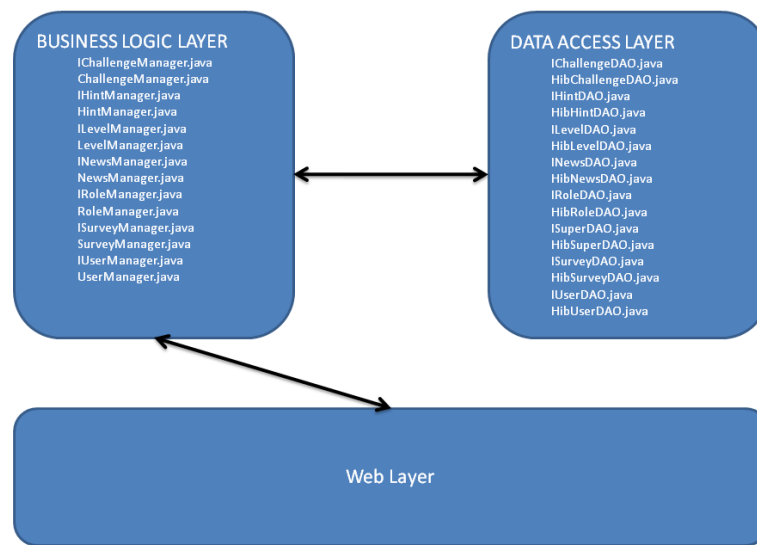 BUSINESS LOGIC LAYER
IChallengeManager.java
ChallengeManager.java
IHintManager.java
HintManager.java
ILevelManager.java
LevelManager.java
INewsManager.java
NewsManager.java
IRoleManager.java
RoleManager.java
ISurveyManager.java
SurveyManager.java
IUserManager.java
UserManager.java
DATA ACCESS LAYER
IChallengeDAO.java
HibChallengeDAO.java
IHintDAO.java
HibHintDAO.java
ILevelDAO.java
HibLevelDAO.java
INewsDAO.java
HibNewsDAO.java
IRoleDAO.java
HibRoleDAO.java
ISuperDAO.java
HibSuperDAO.java
ISurveyDAO.java
HibSurveyDAO.java
IUserDAO.java
HibUserDAO.java
Web Layer